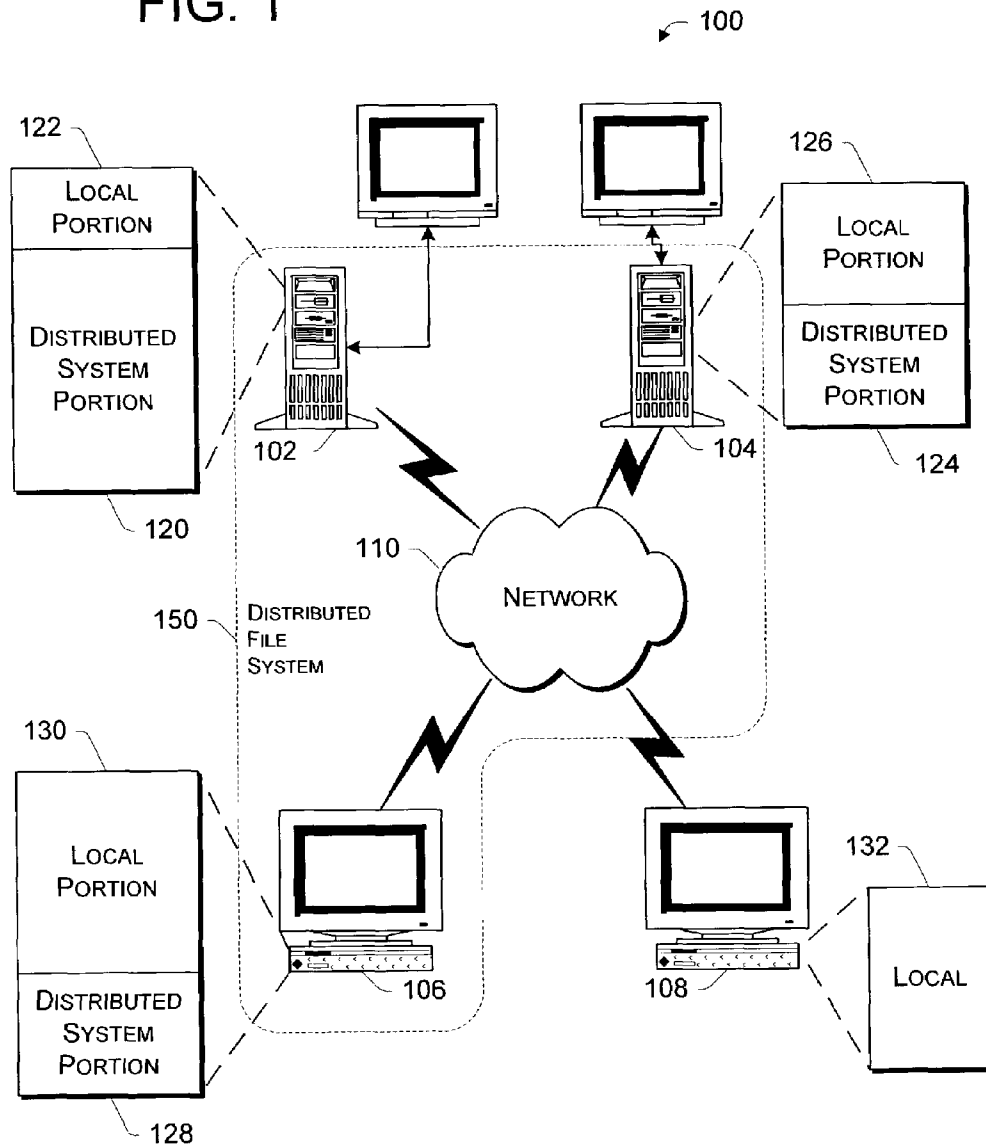 FIG. 1
100
122
LOCAL
PORTION
DISTRIBUTED
SYSTEM
PORTION
120
102
104
126
LOCAL
PORTION
DISTRIBUTED
SYSTEM
PORTION
124
110
NETWORK
150
DISTRIBUTED
FILE
SYSTEM
130
LOCAL
PORTION
DISTRIBUTED
SYSTEM
PORTION
128
106
108
132
LOCAL